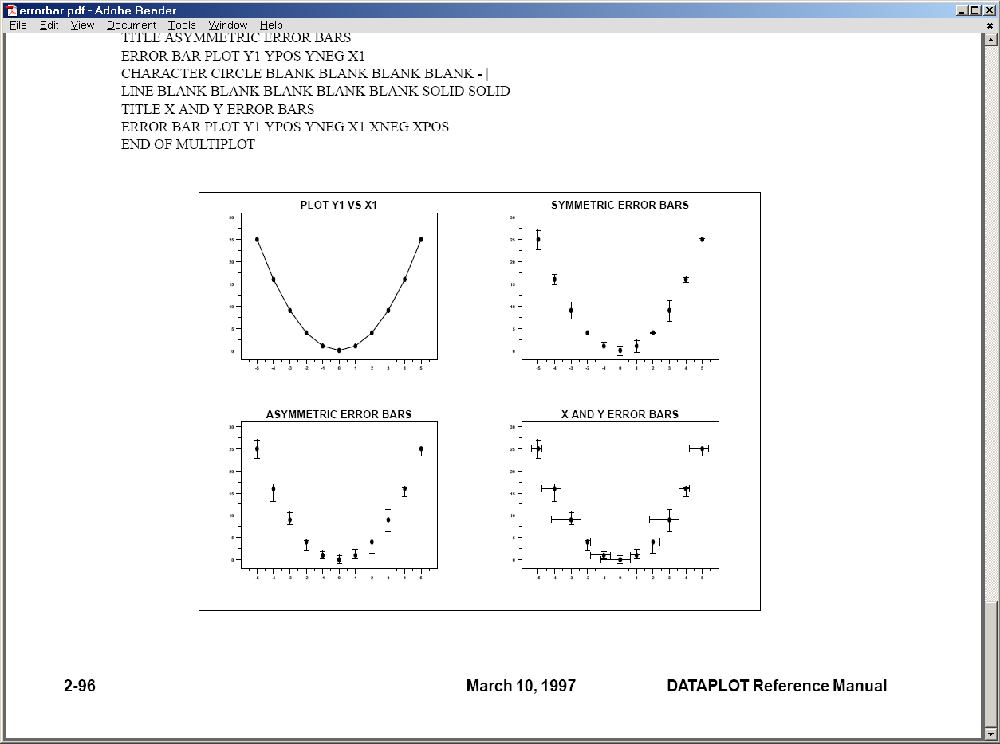 errorbar.pdf - Adobe Reader
File Edit View Document Tools Window Help
TITLE ASYMMETRIC ERROR BARS
ERROR BAR PLOT Y1 YPOS YNEG X1
CHARACTER CIRCLE BLANK BLANK BLANK BLANK - |
LINE BLANK BLANK BLANK BLANK BLANK SOLID SOLID
TITLE X AND Y ERROR BARS
ERROR BAR PLOT Y1 YPOS YNEG X1 XNEG XPOS
END OF MULTIPLOT
PLOT Y1 VS X1
30
25
20
15
10
5
0
-5 -4 -3 -2 -1 0 1 2 3 4 5
SYMMETRIC ERROR BARS
30
25
20
15
10
5
0
-5 -4 -3 -2 -1 0 1 2 3 4 5
ASYMMETRIC ERROR BARS
30
25
20
15
10
5
0
-5 -4 -3 -2 -1 0 1 2 3 4 5
X AND Y ERROR BARS
30
25
20
15
10
5
0
-5 -4 -3 -2 -1 0 1 2 3 4 5
2-96 March 10, 1997 DATAPLOT Reference Manual